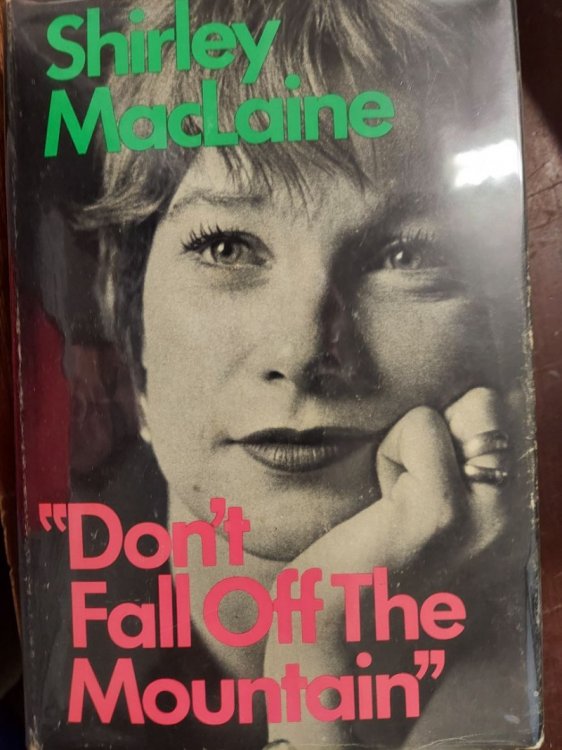 Shirley
MacLaine
"Don't
Fall Off The
Mountain"